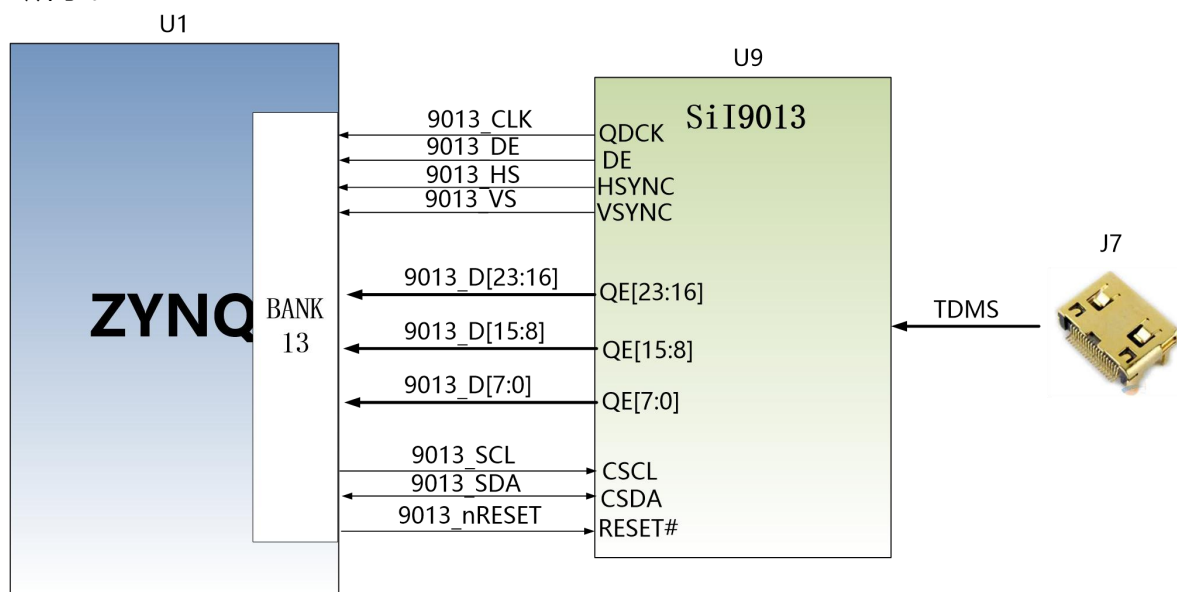 U1
U9
SiI9013
9013_CLK
QDCK
9013_DE
DE
9013_HS
HSYNC
9013_VS
VSYNC
J7
9013_D[23:16]
QE[23:16]
TDMS
ZYNQ
BANK
13
9013_D[15:8]
QE[15:8]
9013_D[7:0]
QE[7:0]
9013_SCL
CSCL
9013_SDA
CSDA
9013_nRESET
RESET#